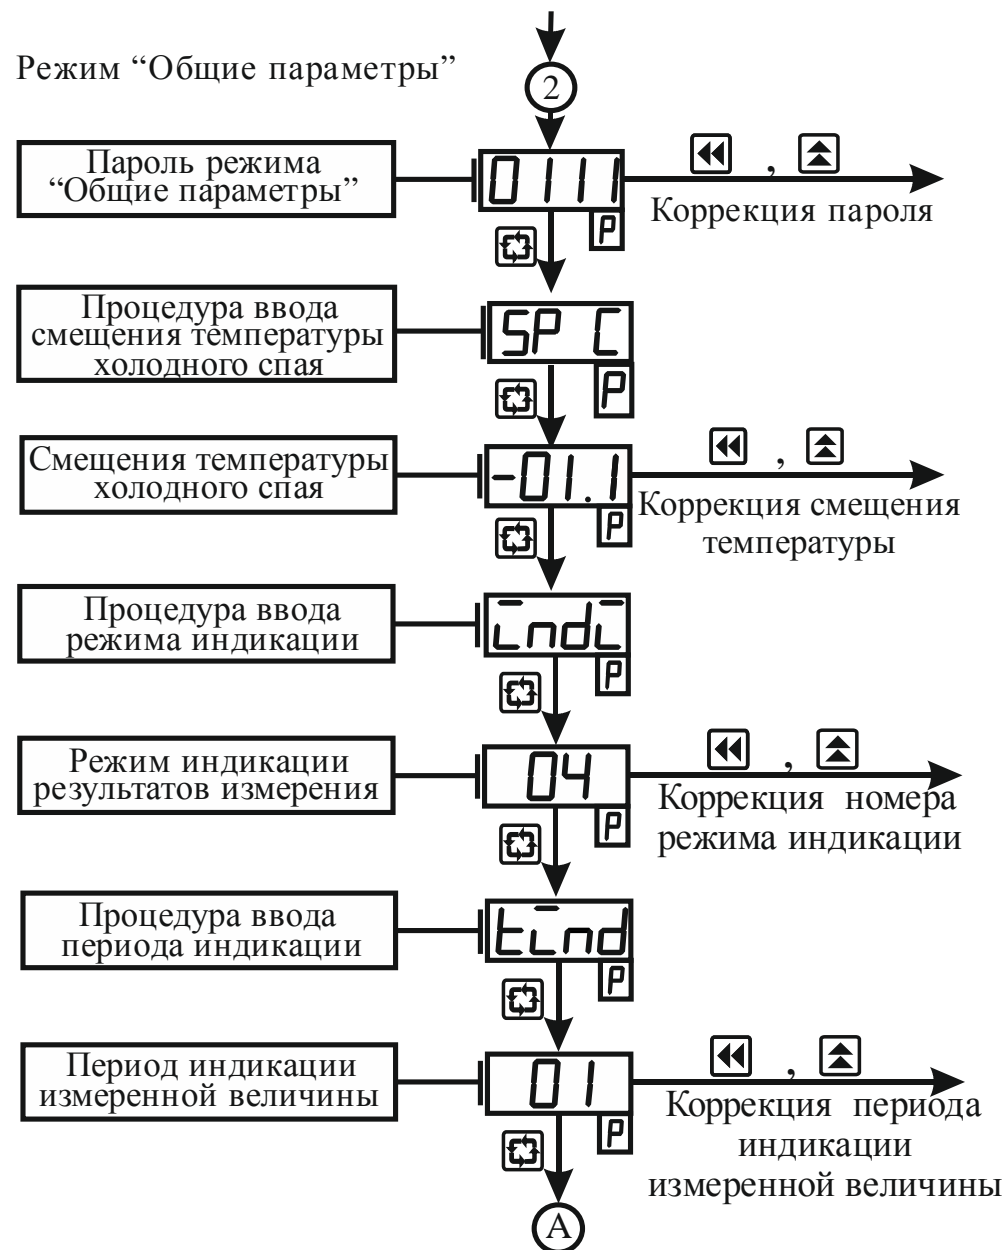 Режим “Общие параметры”
2
Пароль режима
“Общие параметры”
0111
P
,
Коррекция пароля
Процедура ввода
смещения температуры
холодного спая
SP C
P
Смещения температуры
холодного спая
-01.1
P
,
Коррекция смещения
температуры
Процедура ввода
режима индикации
indi
P
Режим индикации
результатов измерения
04
P
,
Коррекция номера
режима индикации
Процедура ввода
периода индикации
tind
P
Период индикации
измеренной величины
01
P
,
Коррекция периода
индикации
измеренной величины
A